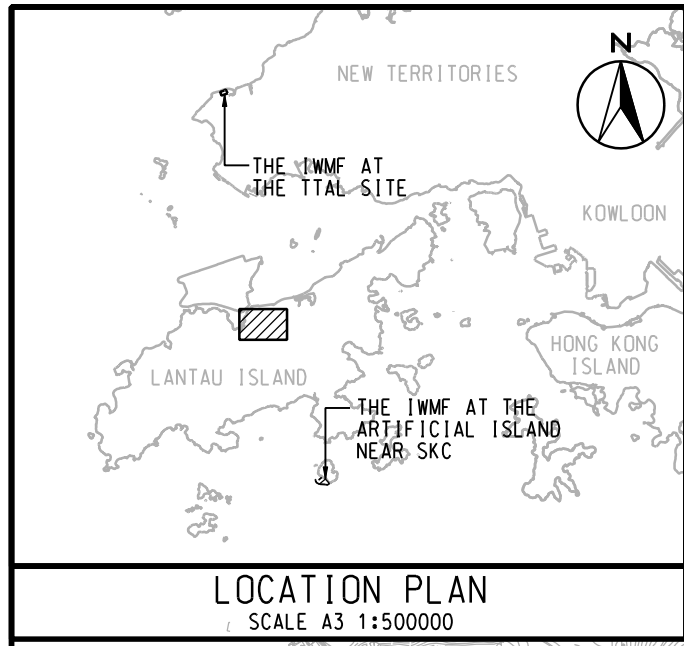 N
NEW TERRITORIES
THE IWMF AT
THE TTAL SITE
KOWLOON
HONG KONG
ISLAND
LANTAU ISLAND
THE IWMF AT THE
ARTIFICIAL ISLAND
NEAR SKC
LOCATION PLAN
SCALE A3 1:500000